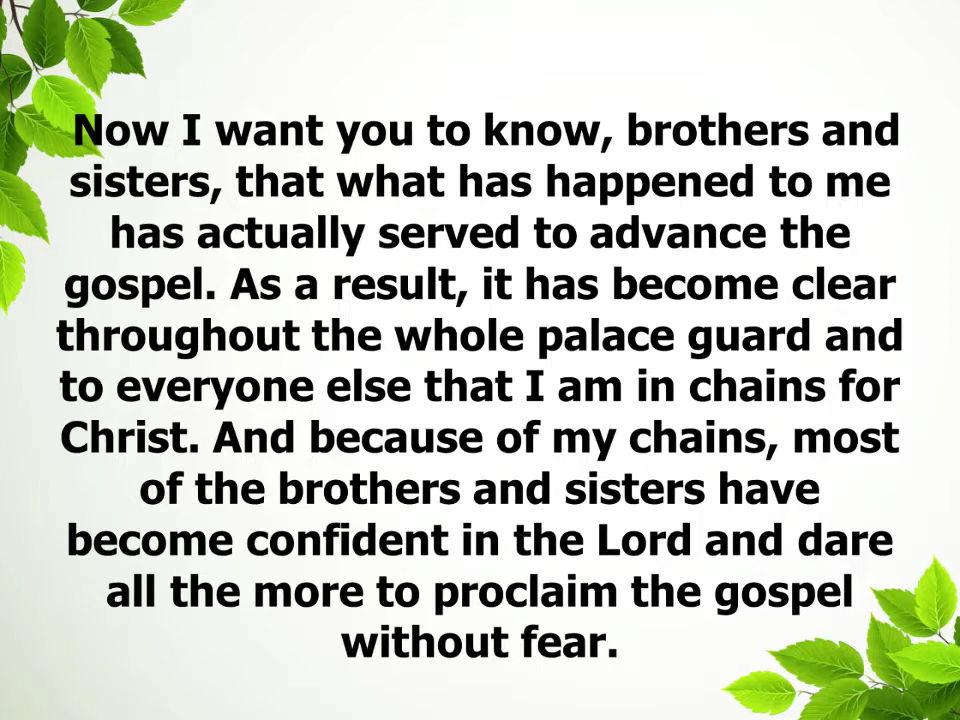 Now I want you to know, brothers and
sisters, that what has happened to me
has actually served to advance the
gospel. As a result, it has become clear
throughout the whole palace guard and
to everyone else that I am in chains for
Christ. And because of my chains, most
of the brothers and sisters have
become confident in the Lord and dare
all the more to proclaim the gospel
without fear.